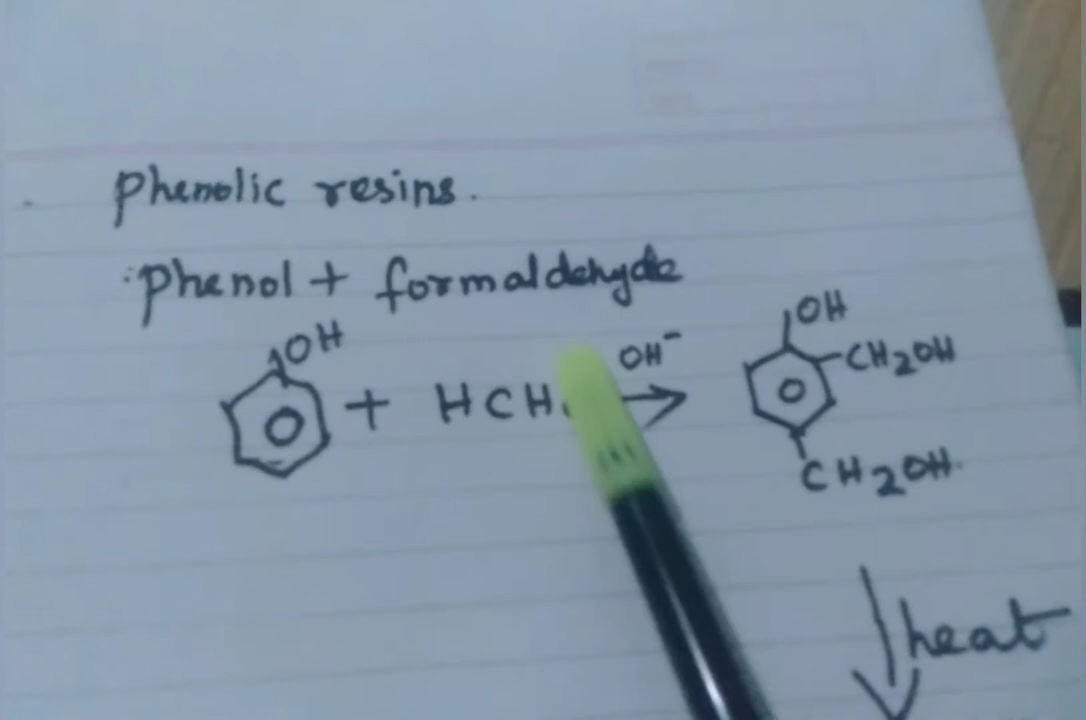 Phenolic resins.
phenol + formaldehyde
OH + HCH OH⁻ → OH CH2OH
CH2OH.
heat